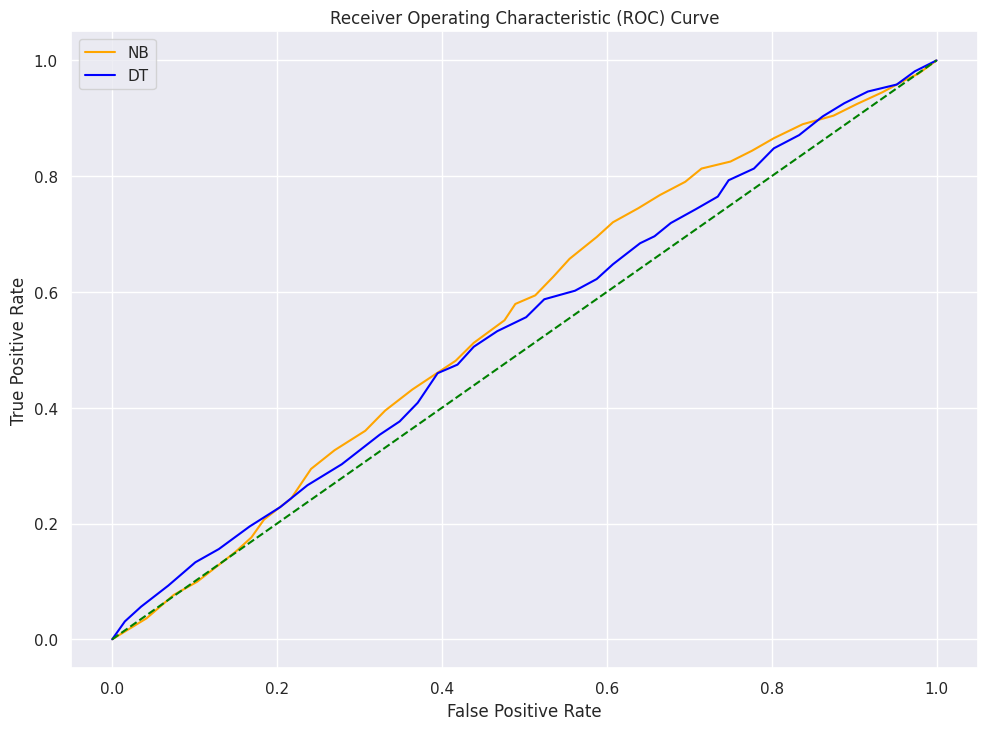 Receiver Operating Characteristic (ROC) Curve
NB
DT
1.0
0.8
0.6
0.4
0.2
0.0
True Positive Rate
0.0 0.2 0.4 0.6 0.8 1.0
False Positive Rate